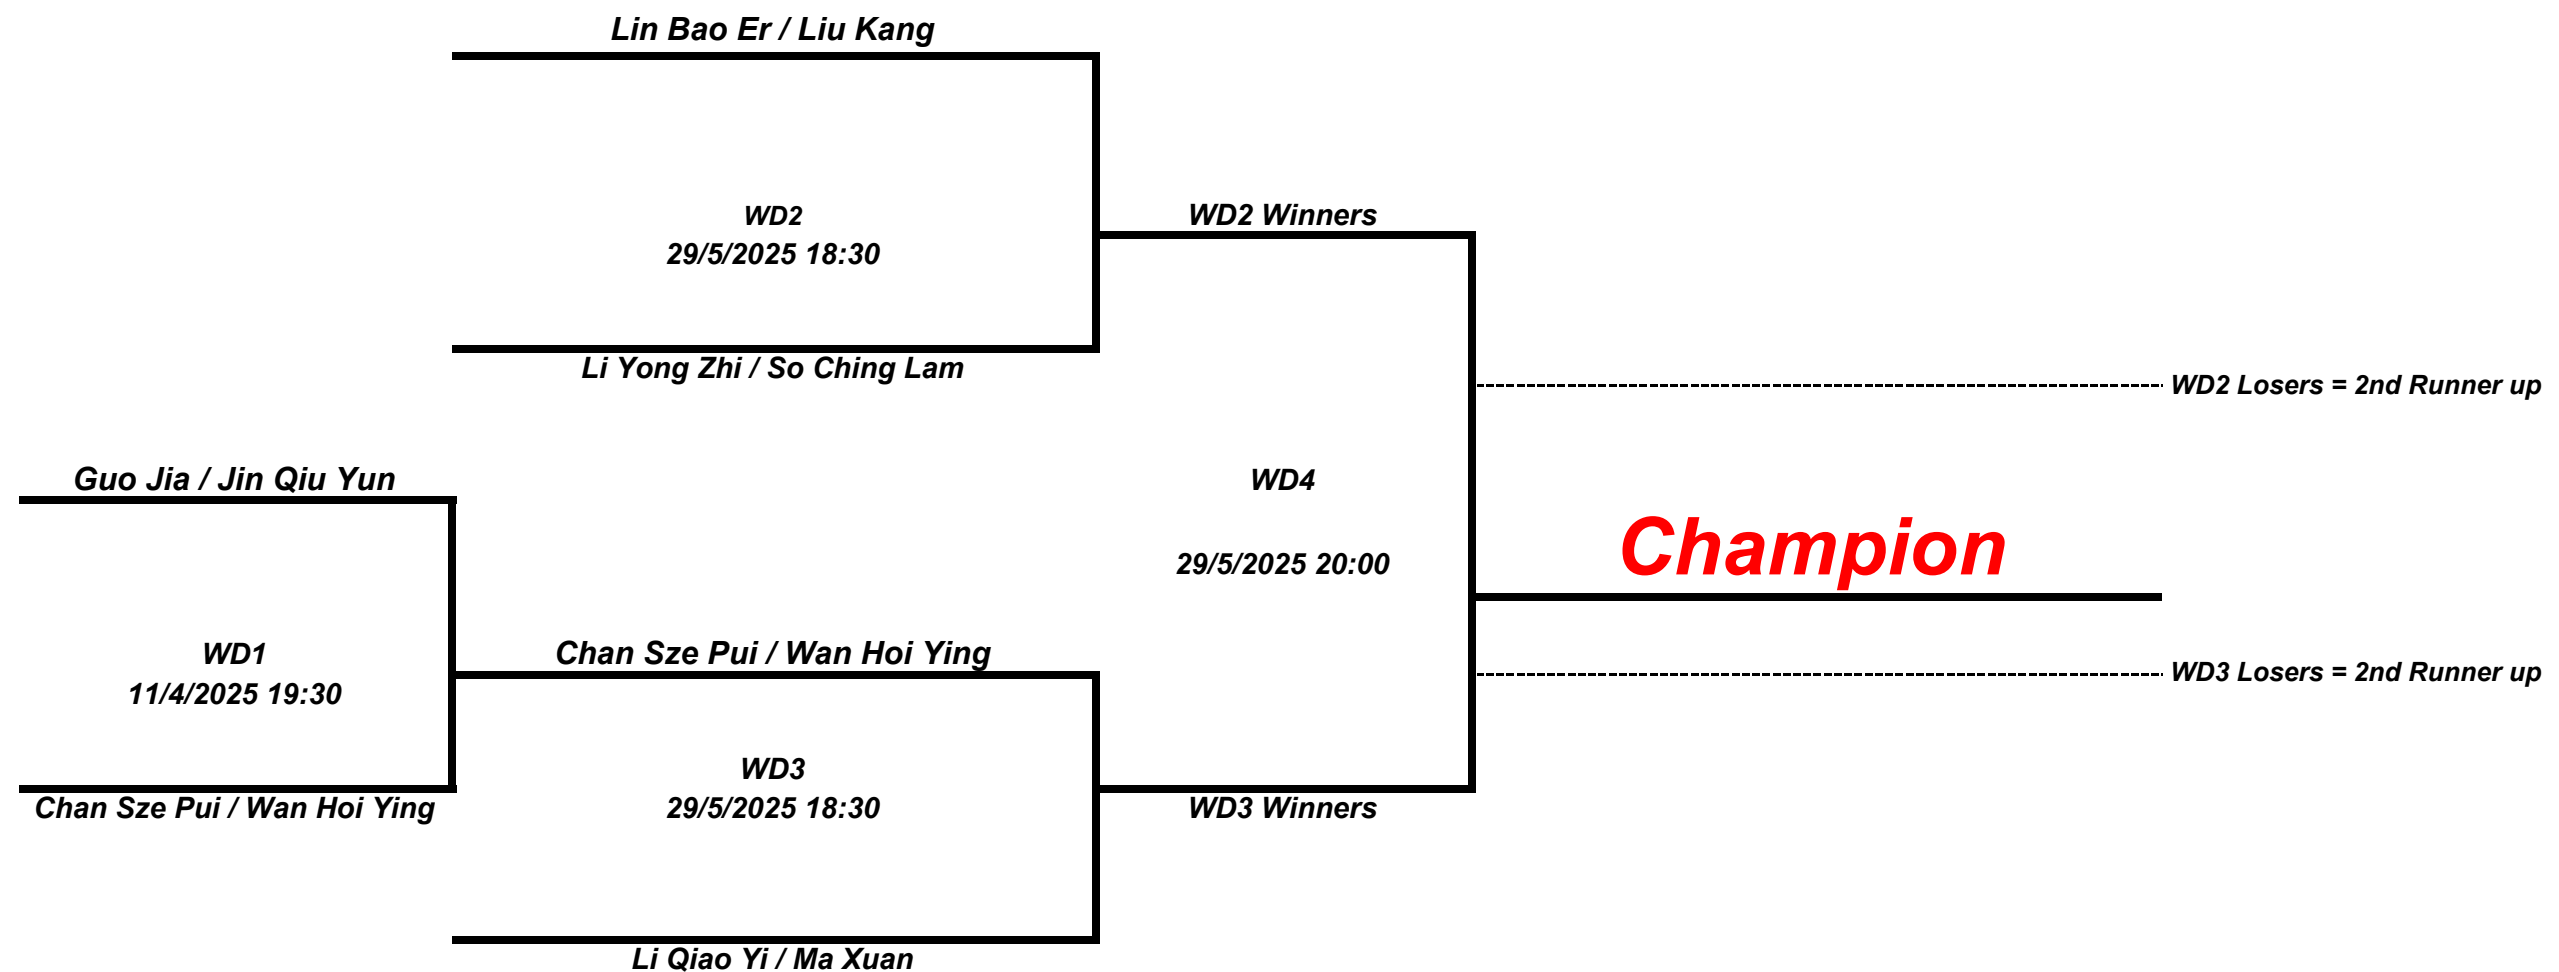 Lin Bao Er / Liu Kang
WD2
29/5/2025 18:30
WD2 Winners
Li Yong Zhi / So Ching Lam
WD2 Losers = 2nd Runner up
Guo Jia / Jin Qiu Yun
WD4
29/5/2025 20:00
Champion
WD1
11/4/2025 19:30
Chan Sze Pui / Wan Hoi Ying
WD3 Losers = 2nd Runner up
WD3
29/5/2025 18:30
Chan Sze Pui / Wan Hoi Ying
WD3 Winners
Li Qiao Yi / Ma Xuan